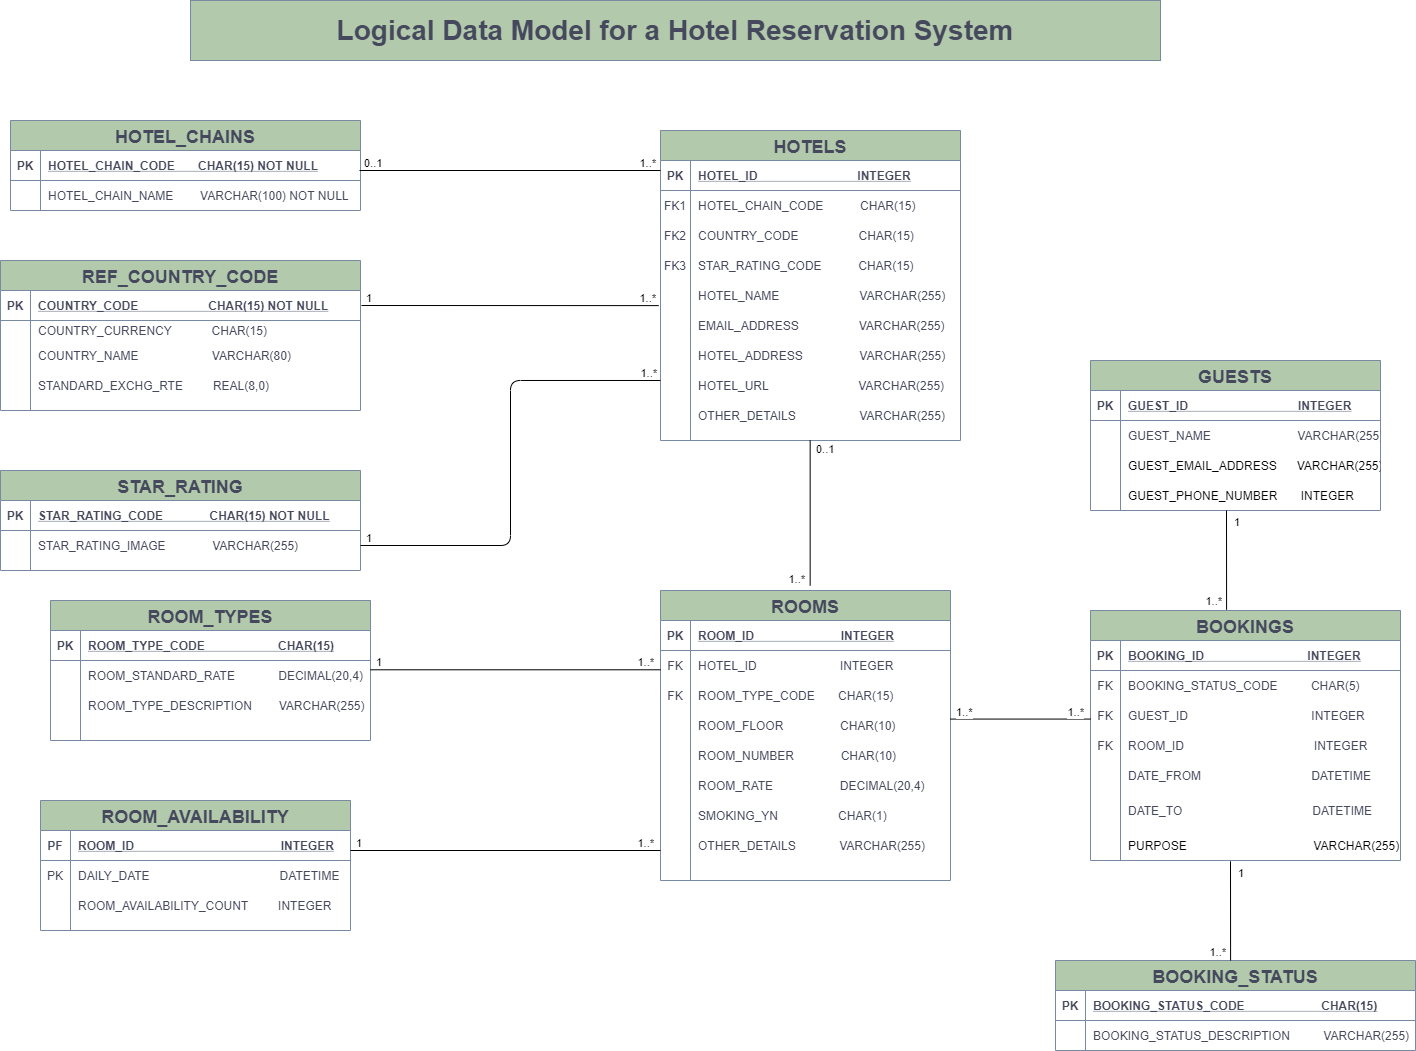 Logical Data Model for a Hotel Reservation System
HOTEL_CHAINS
PK HOTEL_CHAIN_CODE CHAR(15) NOT NULL
HOTEL_CHAIN_NAME VARCHAR(100) NOT NULL
0..1 1..*
HOTELS
PK HOTEL_ID INTEGER
FK1 HOTEL_CHAIN_CODE CHAR(15)
FK2 COUNTRY_CODE CHAR(15)
FK3 STAR_RATING_CODE CHAR(15)
HOTEL_NAME VARCHAR(255)
EMAIL_ADDRESS VARCHAR(255)
HOTEL_ADDRESS VARCHAR(255)
HOTEL_URL VARCHAR(255)
OTHER_DETAILS VARCHAR(255)
REF_COUNTRY_CODE
PK COUNTRY_CODE CHAR(15) NOT NULL
COUNTRY_CURRENCY CHAR(15)
COUNTRY_NAME VARCHAR(80)
STANDARD_EXCHG_RTE REAL(8,0)
1 1..*
STAR_RATING
PK STAR_RATING_CODE CHAR(15) NOT NULL
STAR_RATING_IMAGE VARCHAR(255)
1 1..*
0..1
1..*
GUESTS
PK GUEST_ID INTEGER
GUEST_NAME VARCHAR(255
GUEST_EMAIL_ADDRESS VARCHAR(255)
GUEST_PHONE_NUMBER INTEGER
1
1..*
ROOM_TYPES
PK ROOM_TYPE_CODE CHAR(15)
ROOM_STANDARD_RATE DECIMAL(20,4)
ROOM_TYPE_DESCRIPTION VARCHAR(255)
1 1..*
ROOMS
PK ROOM_ID INTEGER
FK HOTEL_ID INTEGER
FK ROOM_TYPE_CODE CHAR(15)
ROOM_FLOOR CHAR(10)
ROOM_NUMBER CHAR(10)
ROOM_RATE DECIMAL(20,4)
SMOKING_YN CHAR(1)
OTHER_DETAILS VARCHAR(255)
1..* 1..*
BOOKINGS
PK BOOKING_ID INTEGER
FK BOOKING_STATUS_CODE CHAR(5)
FK GUEST_ID INTEGER
FK ROOM_ID INTEGER
DATE_FROM DATETIME
DATE_TO DATETIME
PURPOSE VARCHAR(255)
ROOM_AVAILABILITY
PF ROOM_ID INTEGER
PK DAILY_DATE DATETIME
ROOM_AVAILABILITY_COUNT INTEGER
1 1..*
1
1..*
BOOKING_STATUS
PK BOOKING_STATUS_CODE CHAR(15)
BOOKING_STATUS_DESCRIPTION VARCHAR(255)